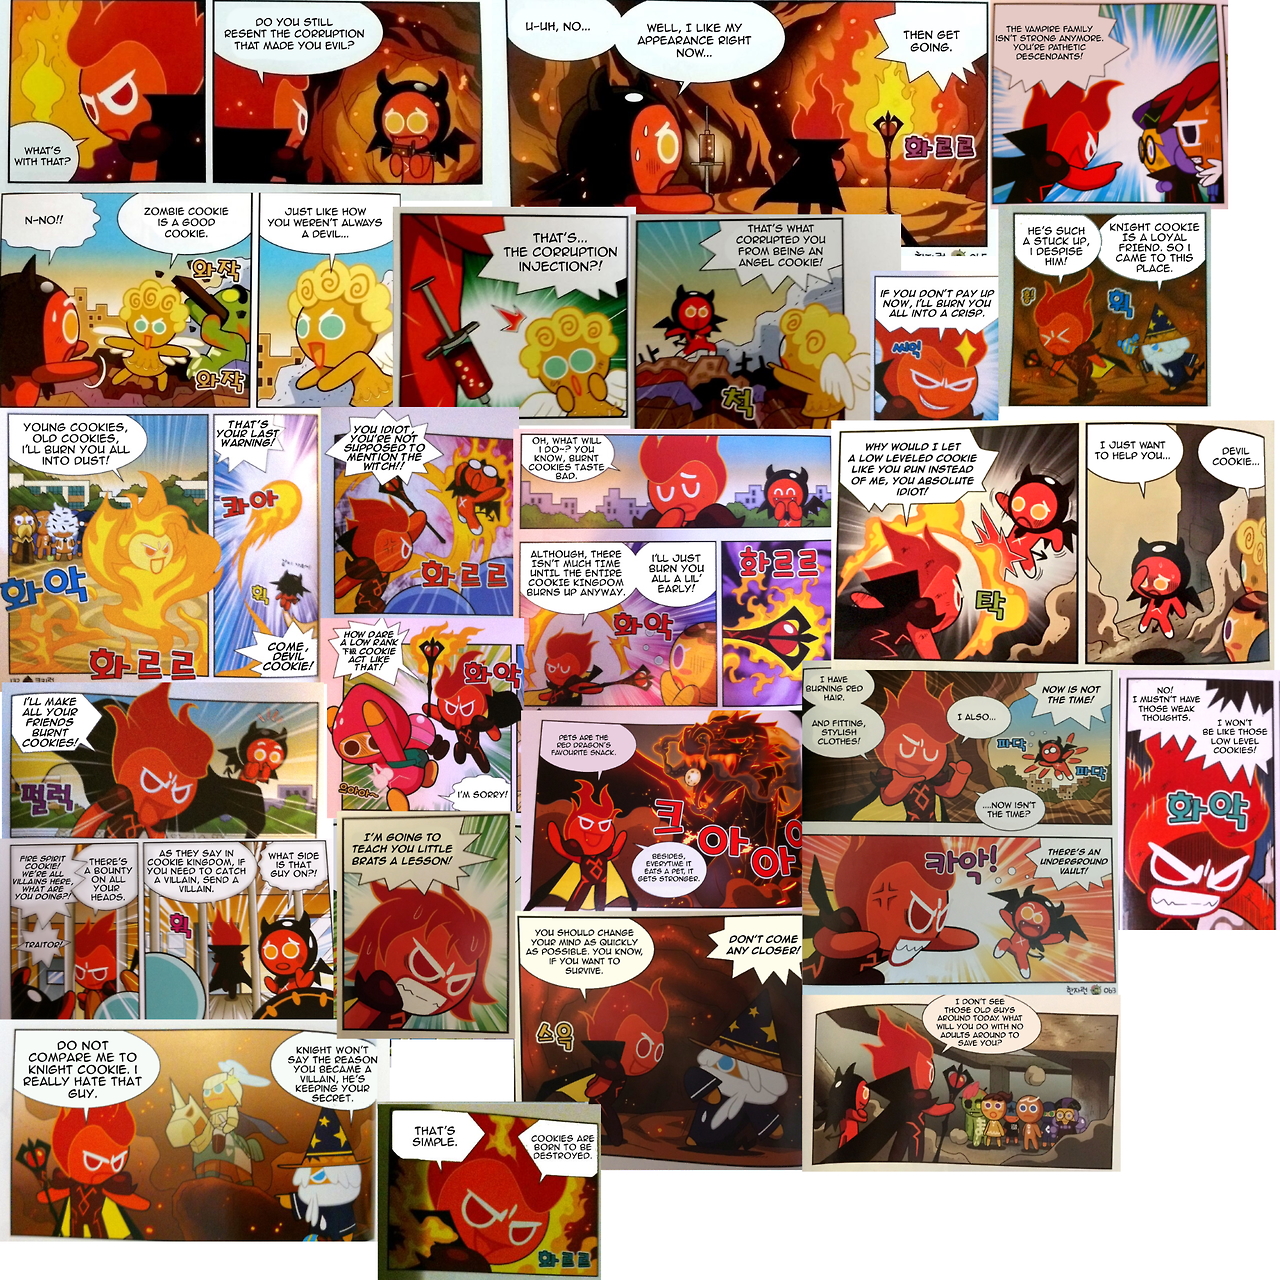 WHAT'S
WITH THAT?
DO YOU STILL
RESENT THE CORRUPTION
THAT MADE YOU EVIL?
U-UH, NO...
WELL, I LIKE MY
APPEARANCE RIGHT
NOW...
THEN GET
GOING.
화르르
THE VAMPIRE FAMILY
ISN'T STRONG ANYMORE.
YOU'RE PATHETIC
DESCENDANTS!
N-NO!!
ZOMBIE COOKIE
IS A GOOD
COOKIE.
와작
와작
JUST LIKE HOW
YOU WEREN'T ALWAYS
A DEVIL...
THAT'S...
THE CORRUPTION
INJECTION?!
THAT'S WHAT
CORRUPTED YOU
FROM BEING AN
ANGEL COOKIE!
척
IF YOU DON'T PAY UP
NOW, I'LL BURN YOU
ALL INTO A CRISP.
씨익
HE'S SUCH
A STUCK UP,
I DESPISE
HIM!
KNIGHT COOKIE
IS A LOYAL
FRIEND. SO I
CAME TO THIS
PLACE.
휙
YOUNG COOKIES,
OLD COOKIES,
I'LL BURN YOU ALL
INTO DUST!
화악
화르르
THAT'S
YOUR LAST
WARNING!
콰아
휙
COME,
DEVIL
COOKIE!
YOU IDIOT,
YOU'RE NOT
SUPPOSED TO
MENTION THE
WITCH!!
화르르
OH, WHAT WILL
I DO~? YOU
KNOW, BURNT
COOKIES TASTE
BAD.
ALTHOUGH, THERE
ISN'T MUCH TIME
UNTIL THE ENTIRE
COOKIE KINGDOM
BURNS UP ANYWAY.
I'LL JUST
BURN YOU
ALL A LIL'
EARLY!
화악
화르르
WHY WOULD I LET
A LOW LEVELED COOKIE
LIKE YOU RUN INSTEAD
OF ME, YOU ABSOLUTE
IDIOT!
탁
I JUST WANT
TO HELP YOU...
DEVIL
COOKIE...
I'LL MAKE
ALL YOUR
FRIENDS
BURNT
COOKIES!
펄럭
HOW DARE
A LOW RANK
COOKIE
ACT LIKE
THAT!
화악
으아아~
I'M SORRY!
PETS ARE THE
RED DRAGON'S
FAVOURITE SNACK.
크아아아
BESIDES,
EVERYTIME IT
EATS A PET, IT
GETS STRONGER.
I HAVE
BURNING RED
HAIR.
AND FITTING,
STYLISH
CLOTHES!
I ALSO...
NOW IS NOT
THE TIME!
파닥
파닥
....NOW ISN'T
THE TIME?
NO!
I MUSTN'T HAVE
THOSE WEAK
THOUGHTS.
I WON'T
BE LIKE THOSE
LOW LEVEL
COOKIES!
화악
FIRE SPIRIT
COOKIE!
WE'RE ALL
VILLAINS HERE,
WHAT ARE
YOU DOING?!
THERE'S
A BOUNTY
ON ALL
YOUR
HEADS.
TRAITOR!
AS THEY SAY IN
COOKIE KINGDOM, IF
YOU NEED TO CATCH
A VILLAIN, SEND A
VILLAIN.
휙
WHAT SIDE
IS THAT
GUY ON?!
I'M GOING TO
TEACH YOU LITTLE
BRATS A LESSON!
카악!
THERE'S AN
UNDERGROUND
VAULT!
한자런
063
YOU SHOULD CHANGE
YOUR MIND AS QUICKLY
AS POSSIBLE. YOU KNOW,
IF YOU WANT TO
SURVIVE.
DON'T COME
ANY CLOSER!
스윽
I DON'T SEE
THOSE OLD GUYS
AROUND TODAY. WHAT
WILL YOU DO WITH NO
ADULTS AROUND TO
SAVE YOU?
DO NOT
COMPARE ME TO
KNIGHT COOKIE. I
REALLY HATE THAT
GUY.
KNIGHT WON'T
SAY THE REASON
YOU BECAME A
VILLAIN, HE'S
KEEPING YOUR
SECRET.
THAT'S
SIMPLE.
COOKIES ARE
BORN TO BE
DESTROYED.
화르르